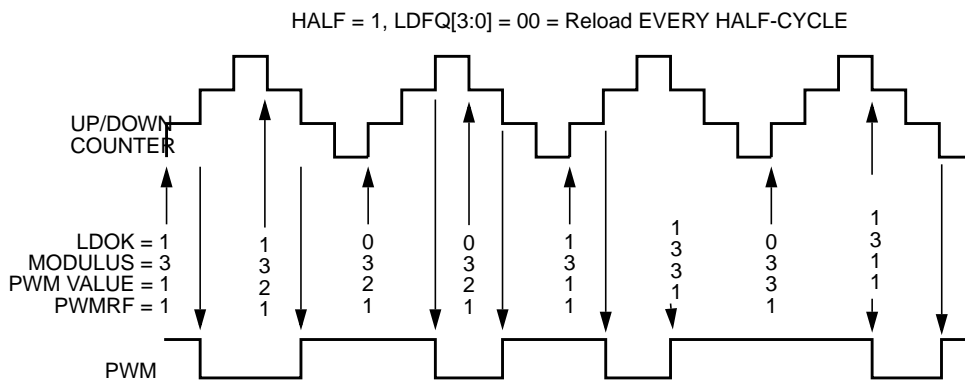 HALF = 1, LDFQ[3:0] = 00 = Reload EVERY HALF-CYCLE
UP/DOWN
COUNTER
LDOK = 1 1 0 0 1 1 0 1
MODULUS = 3 3 3 3 3 3 3 3
PWM VALUE = 1 2 2 2 1 3 3 1
PWMRF = 1 1 1 1 1 1 1 1
PWM